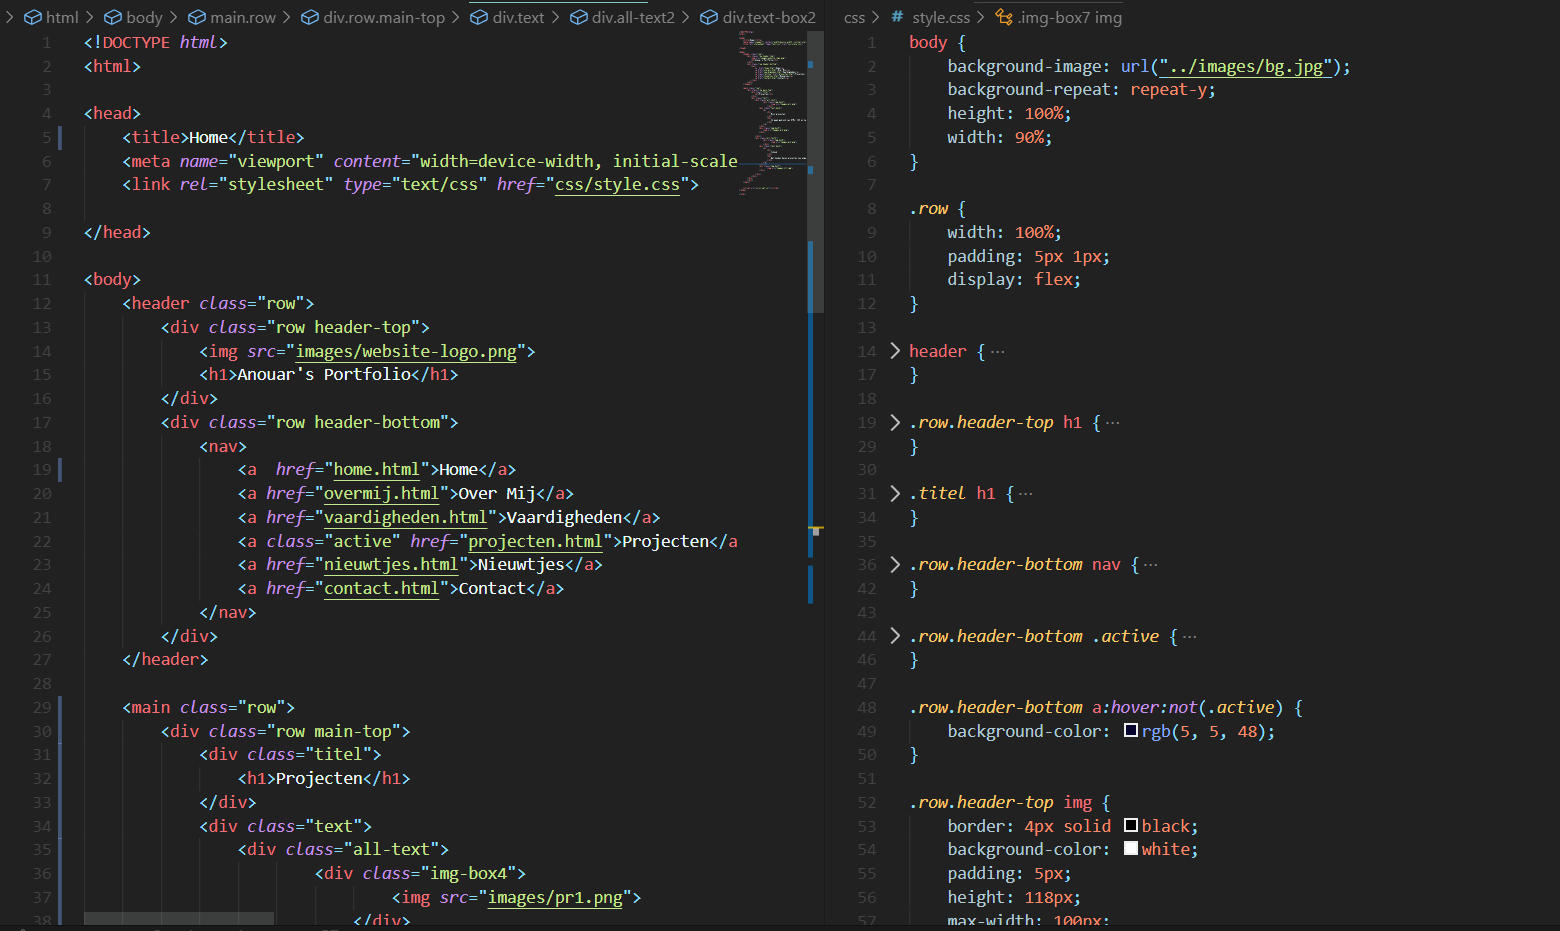 html > body > main.row > div.row.main-top > div.text > div.all-text2 > div.text-box2
1 <!DOCTYPE html>
2 <html>
3
4 <head>
5 <title>Home</title>
6 <meta name="viewport" content="width=device-width, initial-scale
7 <link rel="stylesheet" type="text/css" href="css/style.css">
8
9 </head>
10
11 <body>
12 <header class="row">
13 <div class="row header-top">
14 <img src="images/website-logo.png">
15 <h1>Anouar's Portfolio</h1>
16 </div>
17 <div class="row header-bottom">
18 <nav>
19 <a  href="home.html">Home</a>
20 <a href="overmij.html">Over Mij</a>
21 <a href="vaardigheden.html">Vaardigheden</a>
22 <a class="active" href="projecten.html">Projecten</a
23 <a href="nieuwtjes.html">Nieuwtjes</a>
24 <a href="contact.html">Contact</a>
25 </nav>
26 </div>
27 </header>
28
29 <main class="row">
30 <div class="row main-top">
31 <div class="titel">
32 <h1>Projecten</h1>
33 </div>
34 <div class="text">
35 <div class="all-text">
36 <div class="img-box4">
37 <img src="images/pr1.png">
38 </div>
css > # style.css > .img-box7 img
1 body {
2 background-image: url("../images/bg.jpg");
3 background-repeat: repeat-y;
4 height: 100%;
5 width: 90%;
6 }
7
8 .row {
9 width: 100%;
10 padding: 5px 1px;
11 display: flex;
12 }
13
14 header { ···
17 }
18
19 .row.header-top h1 { ···
29 }
30
31 .titel h1 { ···
34 }
35
36 .row.header-bottom nav { ···
42 }
43
44 .row.header-bottom .active { ···
46 }
47
48 .row.header-bottom a:hover:not(.active) {
49 background-color: rgb(5, 5, 48);
50 }
51
52 .row.header-top img {
53 border: 4px solid black;
54 background-color: white;
55 padding: 5px;
56 height: 118px;
57 max-width: 100px;